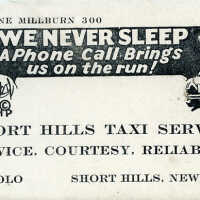 NE MILLBURN 300
WE NEVER SLEEP
A Phone Call Brings
us on the run!
ORT HILLS TAXI SERV
VICE. COURTESY. RELIAB
OLO SHORT HILLS, NEW